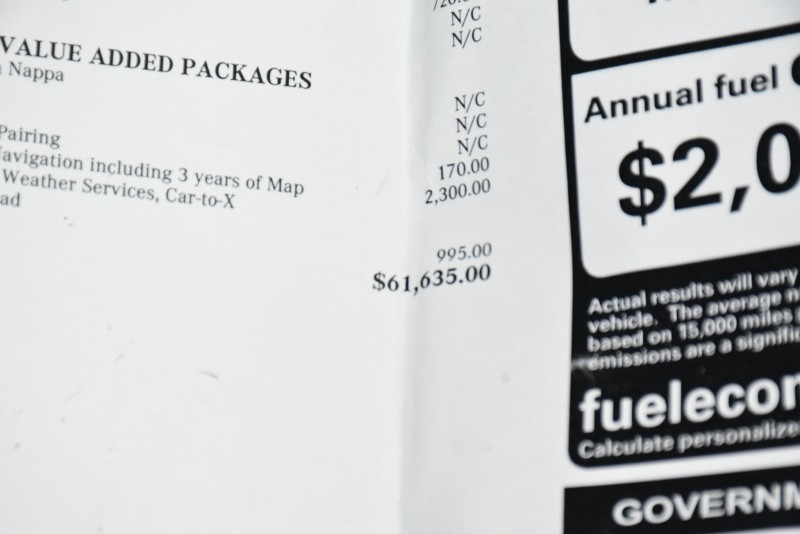 N/C
N/C
VALUE ADDED PACKAGES
Nappa
N/C
N/C
Pairing
N/C
avigation including 3 years of Map
170.00
Weather Services, Car-to-X
2,300.00
ad
995.00
$61,635.00
Annual fuel
$2,0
Actual results will vary
vehicle. The average n
based on 15,000 miles
emissions are a signifi
fuelecon
Calculate personalize
GOVERNM